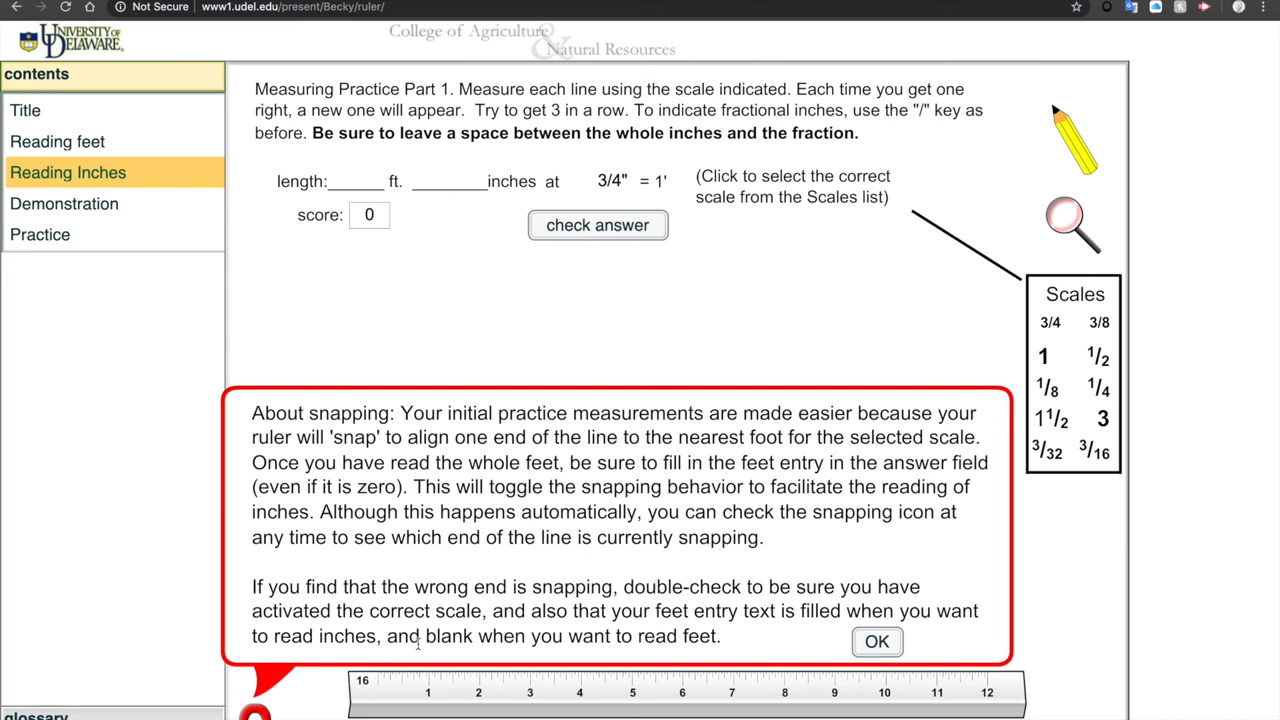 Not Secure www1.udel.edu/present/Becky/ruler/
UNIVERSITY OF DELAWARE
College of Agriculture
&
Natural Resources
contents
Title
Reading feet
Reading Inches
Demonstration
Practice
Measuring Practice Part 1. Measure each line using the scale indicated. Each time you get one
right, a new one will appear. Try to get 3 in a row. To indicate fractional inches, use the "/" key as
before. Be sure to leave a space between the whole inches and the fraction.
length:______ ft. ________inches at 3/4" = 1'
(Click to select the correct
scale from the Scales list)
score: 0
check answer
Scales
3/4 3/8
1 1/2
1/8 1/4
1 1/2 3
3/32 3/16
About snapping: Your initial practice measurements are made easier because your
ruler will 'snap' to align one end of the line to the nearest foot for the selected scale.
Once you have read the whole feet, be sure to fill in the feet entry in the answer field
(even if it is zero). This will toggle the snapping behavior to facilitate the reading of
inches. Although this happens automatically, you can check the snapping icon at
any time to see which end of the line is currently snapping.
If you find that the wrong end is snapping, double-check to be sure you have
activated the correct scale, and also that your feet entry text is filled when you want
to read inches, and blank when you want to read feet.
OK
16 1 2 3 4 5 6 7 8 9 10 11 12
glossary